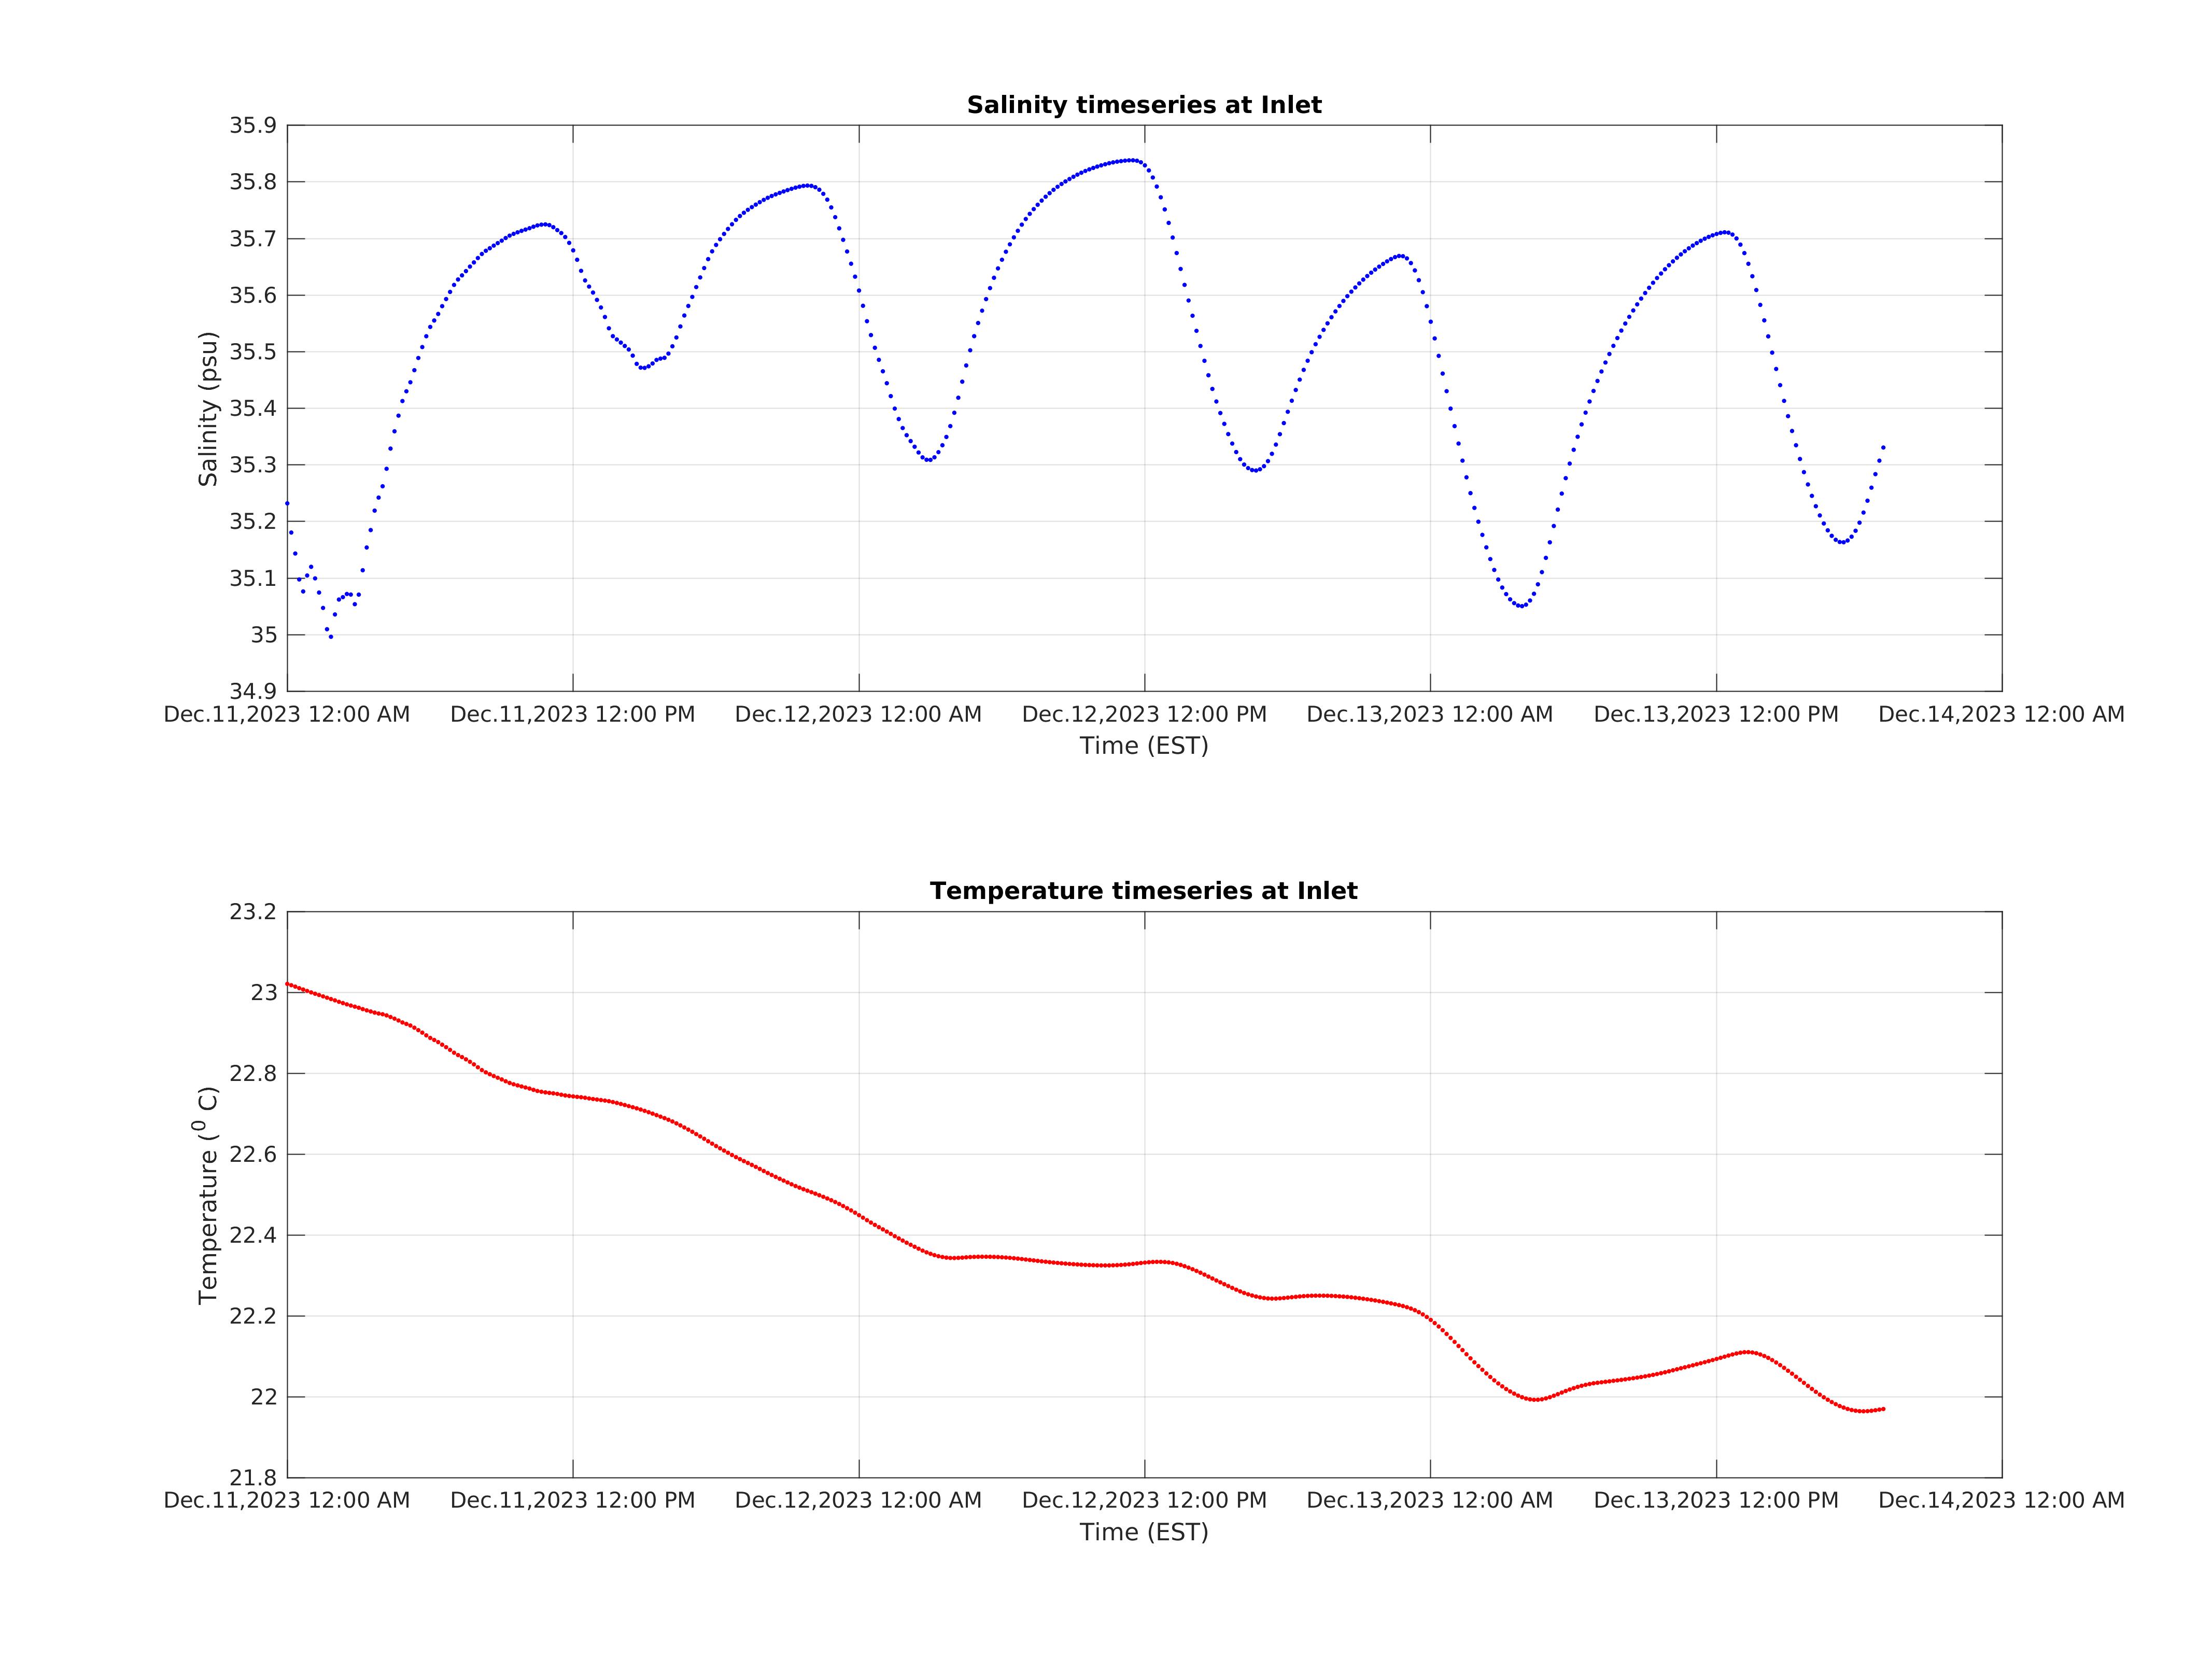 Salinity timeseries at Inlet
35.9
35.8
35.7
35.6
35.5
35.4
35.3
35.2
35.1
35
34.9
Salinity (psu)
Dec.11,2023 12:00 AM Dec.11,2023 12:00 PM Dec.12,2023 12:00 AM Dec.12,2023 12:00 PM Dec.13,2023 12:00 AM Dec.13,2023 12:00 PM Dec.14,2023 12:00 AM
Time (EST)
Temperature timeseries at Inlet
23.2
23
22.8
22.6
22.4
22.2
22
21.8
Temperature (⁰ C)
Dec.11,2023 12:00 AM Dec.11,2023 12:00 PM Dec.12,2023 12:00 AM Dec.12,2023 12:00 PM Dec.13,2023 12:00 AM Dec.13,2023 12:00 PM Dec.14,2023 12:00 AM
Time (EST)